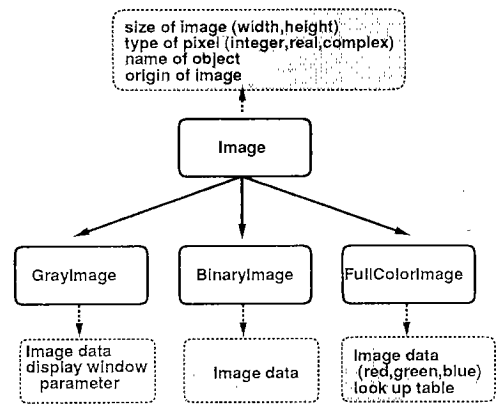 size of image (width,height)
type of pixel (integer,real,complex)
name of object
origin of image
Image
GrayImage
BinaryImage
FullColorImage
Image data
display window
parameter
Image data
Image data
(red,green,blue)
look up table